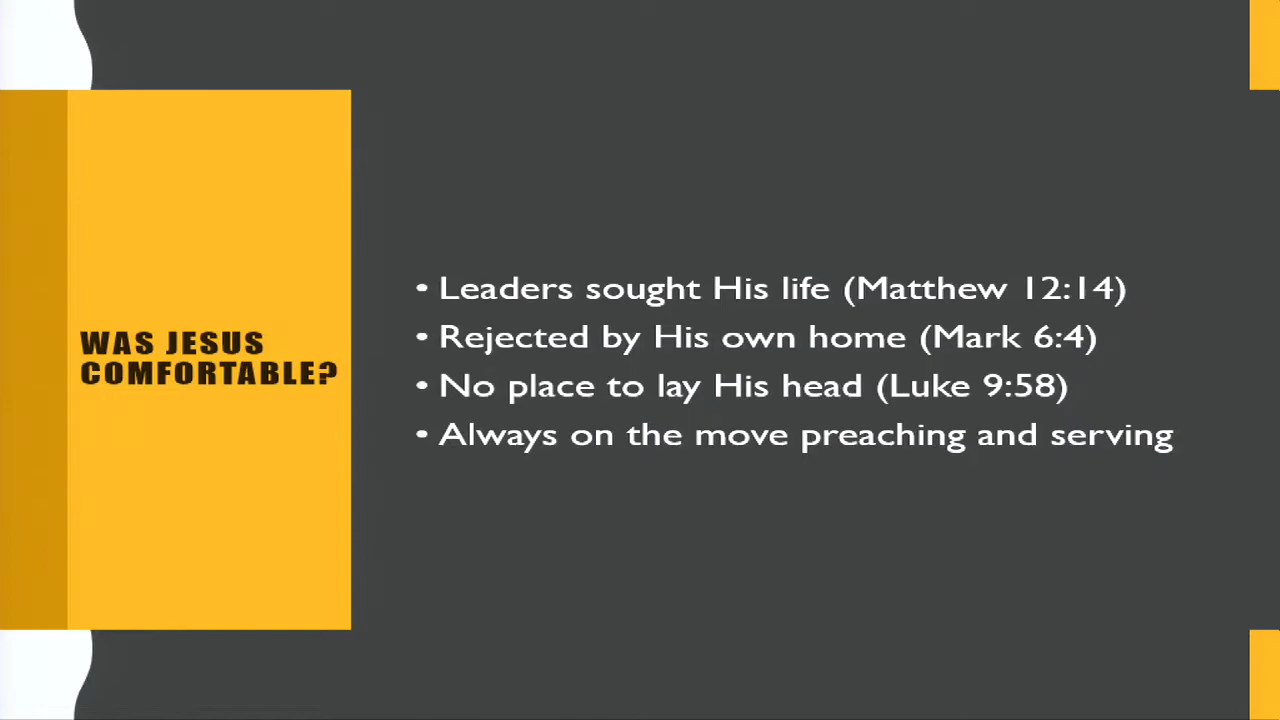 WAS JESUS
COMFORTABLE?
• Leaders sought His life (Matthew 12:14)
• Rejected by His own home (Mark 6:4)
• No place to lay His head (Luke 9:58)
• Always on the move preaching and serving